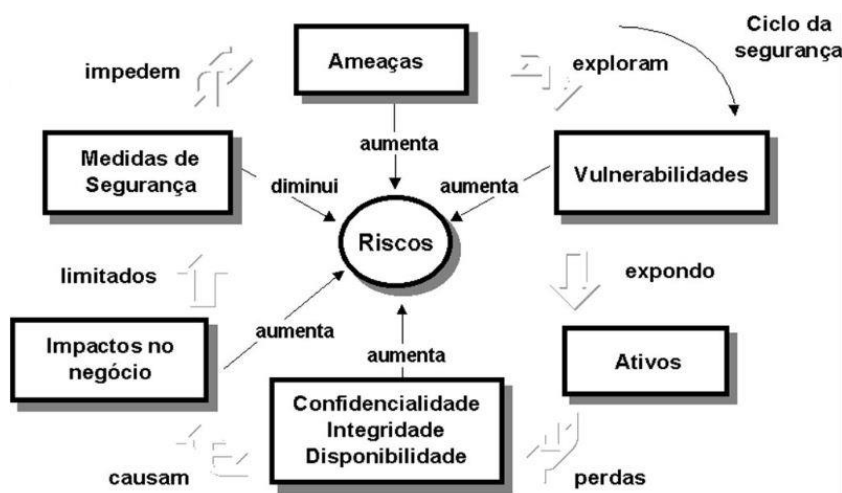 Ciclo da
segurança
impedem
Ameaças
exploram
aumenta
Medidas de
Segurança
diminui
aumenta
Vulnerabilidades
Riscos
limitados
expondo
aumenta
Impactos no
negócio
aumenta
Ativos
Confidencialidade
Integridade
Disponibilidade
causam
perdas